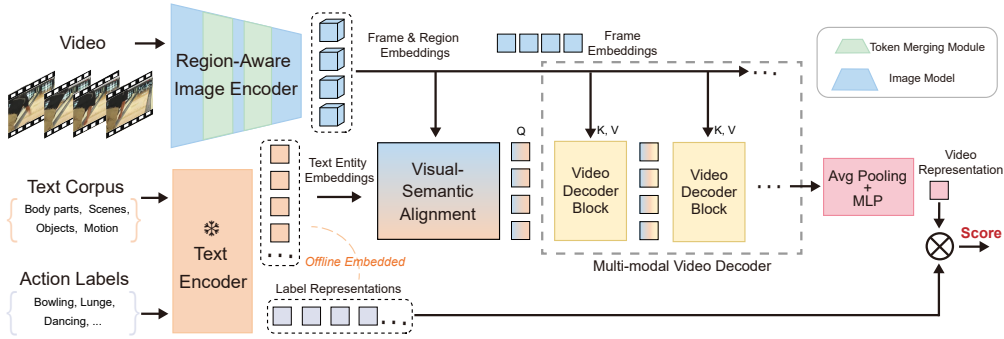 Video
Region-Aware
Image Encoder
Frame & Region
Embeddings
Frame
Embeddings
Token Merging Module
Image Model
Text Corpus
Body parts, Scenes,
Objects, Motion
Action Labels
Bowling, Lunge,
Dancing, ...
Text
Encoder
Text Entity
Embeddings
...
Offline Embedded
Label Representations
...
Visual-
Semantic
Alignment
Q
K, V
Video
Decoder
Block
K, V
Video
Decoder
Block
...
...
Multi-modal Video Decoder
Avg Pooling
+
MLP
Video
Representation
Score